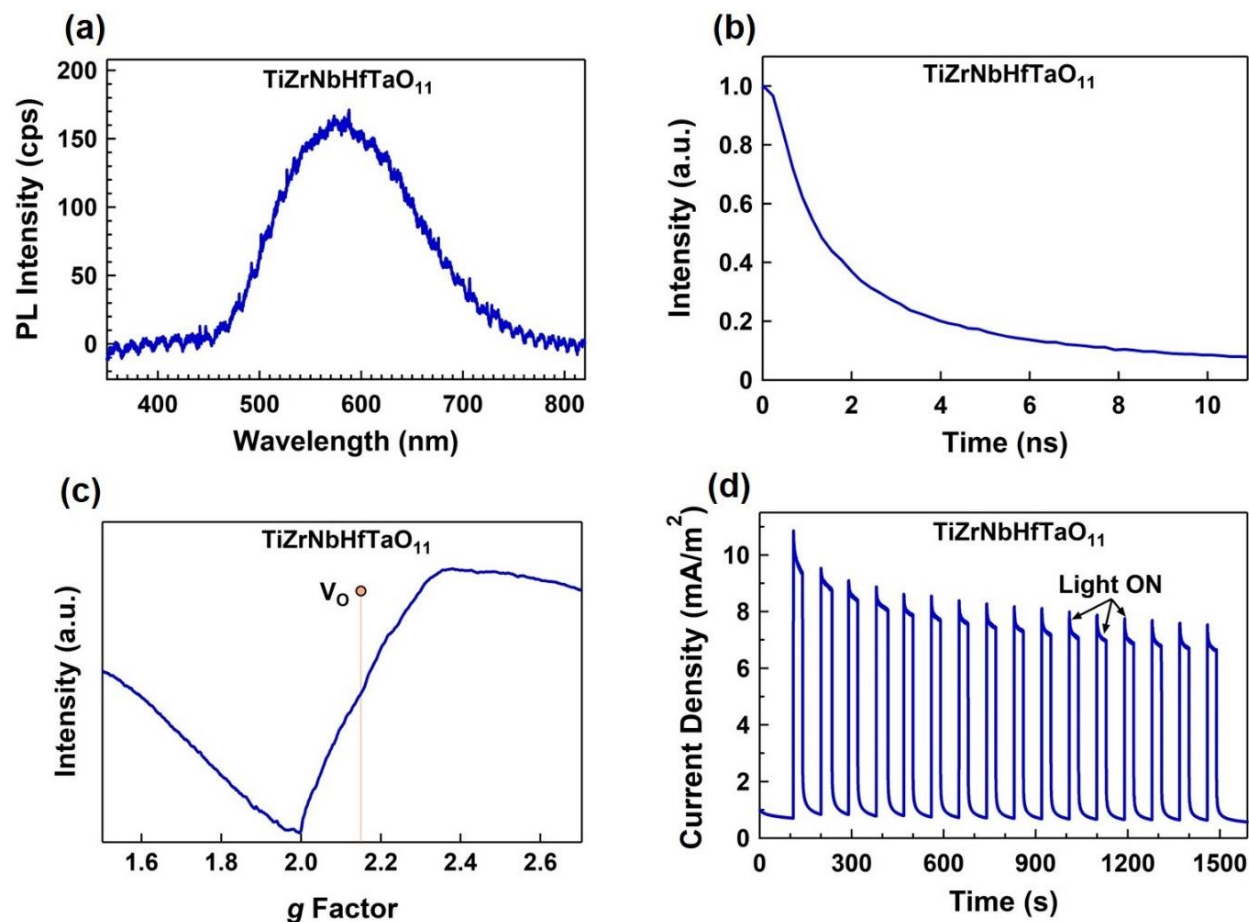 (a)
TiZrNbHfTaO₁₁
200
150
100
50
0
PL Intensity (cps)
400 500 600 700 800
Wavelength (nm)
(b)
TiZrNbHfTaO₁₁
1.0
0.8
0.6
0.4
0.2
0
Intensity (a.u.)
0 2 4 6 8 10
Time (ns)
(c)
TiZrNbHfTaO₁₁
V_O
Intensity (a.u.)
1.6 1.8 2.0 2.2 2.4 2.6
g Factor
(d)
TiZrNbHfTaO₁₁
Light ON
10
8
6
4
2
0
Current Density (mA/m²)
0 300 600 900 1200 1500
Time (s)